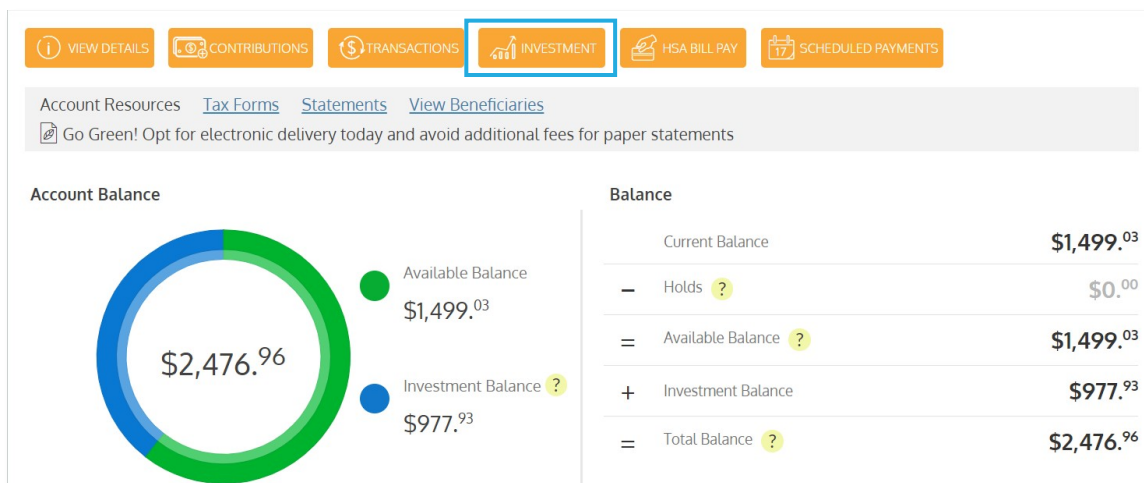 VIEW DETAILS CONTRIBUTIONS TRANSACTIONS INVESTMENT HSA BILL PAY 17 SCHEDULED PAYMENTS
Account Resources Tax Forms Statements View Beneficiaries
Go Green! Opt for electronic delivery today and avoid additional fees for paper statements
Account Balance
$2,476.96
Available Balance
$1,499.03
Investment Balance ?
$977.93
Balance
Current Balance $1,499.03
− Holds ? $0.00
= Available Balance ? $1,499.03
+ Investment Balance $977.93
= Total Balance ? $2,476.96